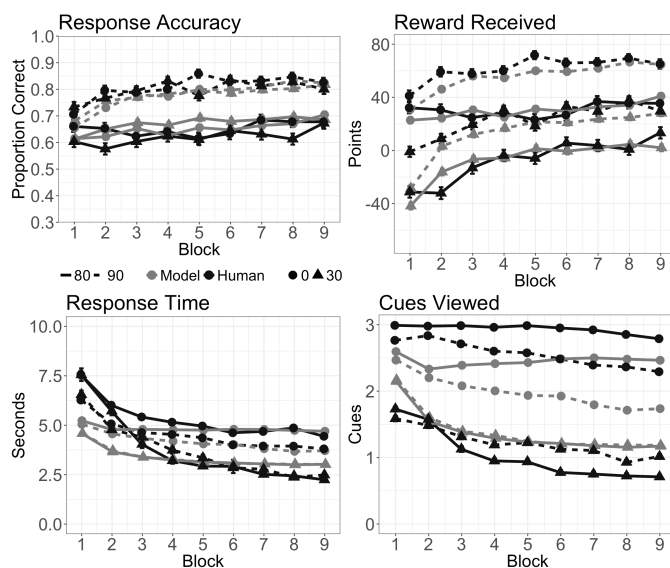 Response Accuracy
Proportion Correct
1.0
0.9
0.8
0.7
0.6
0.5
0.4
0.3
1 2 3 4 5 6 7 8 9
Block
Reward Received
Points
80
40
0
-40
1 2 3 4 5 6 7 8 9
Block
80 90 Model Human 0 30
Response Time
Seconds
10.0
7.5
5.0
2.5
0.0
1 2 3 4 5 6 7 8 9
Block
Cues Viewed
Cues
3
2
1
0
1 2 3 4 5 6 7 8 9
Block